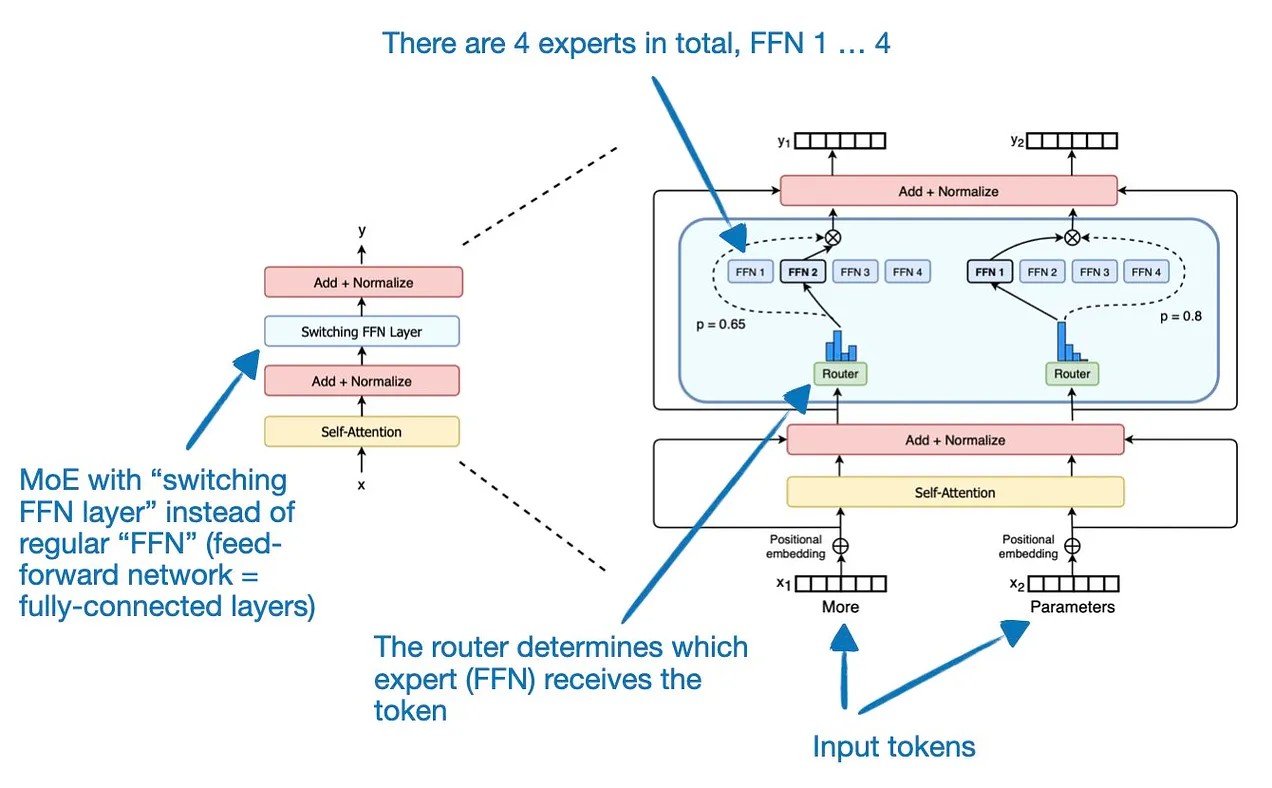 There are 4 experts in total, FFN 1 … 4
y
Add + Normalize
Switching FFN Layer
Add + Normalize
Self-Attention
x
MoE with “switching
FFN layer” instead of
regular “FFN” (feed-
forward network =
fully-connected layers)
y₁
y₂
Add + Normalize
FFN 1 FFN 2 FFN 3 FFN 4
FFN 1 FFN 2 FFN 3 FFN 4
p = 0.65
p = 0.8
Router
Router
Add + Normalize
Self-Attention
Positional
embedding
Positional
embedding
x₁
x₂
More
Parameters
The router determines which
expert (FFN) receives the
token
Input tokens